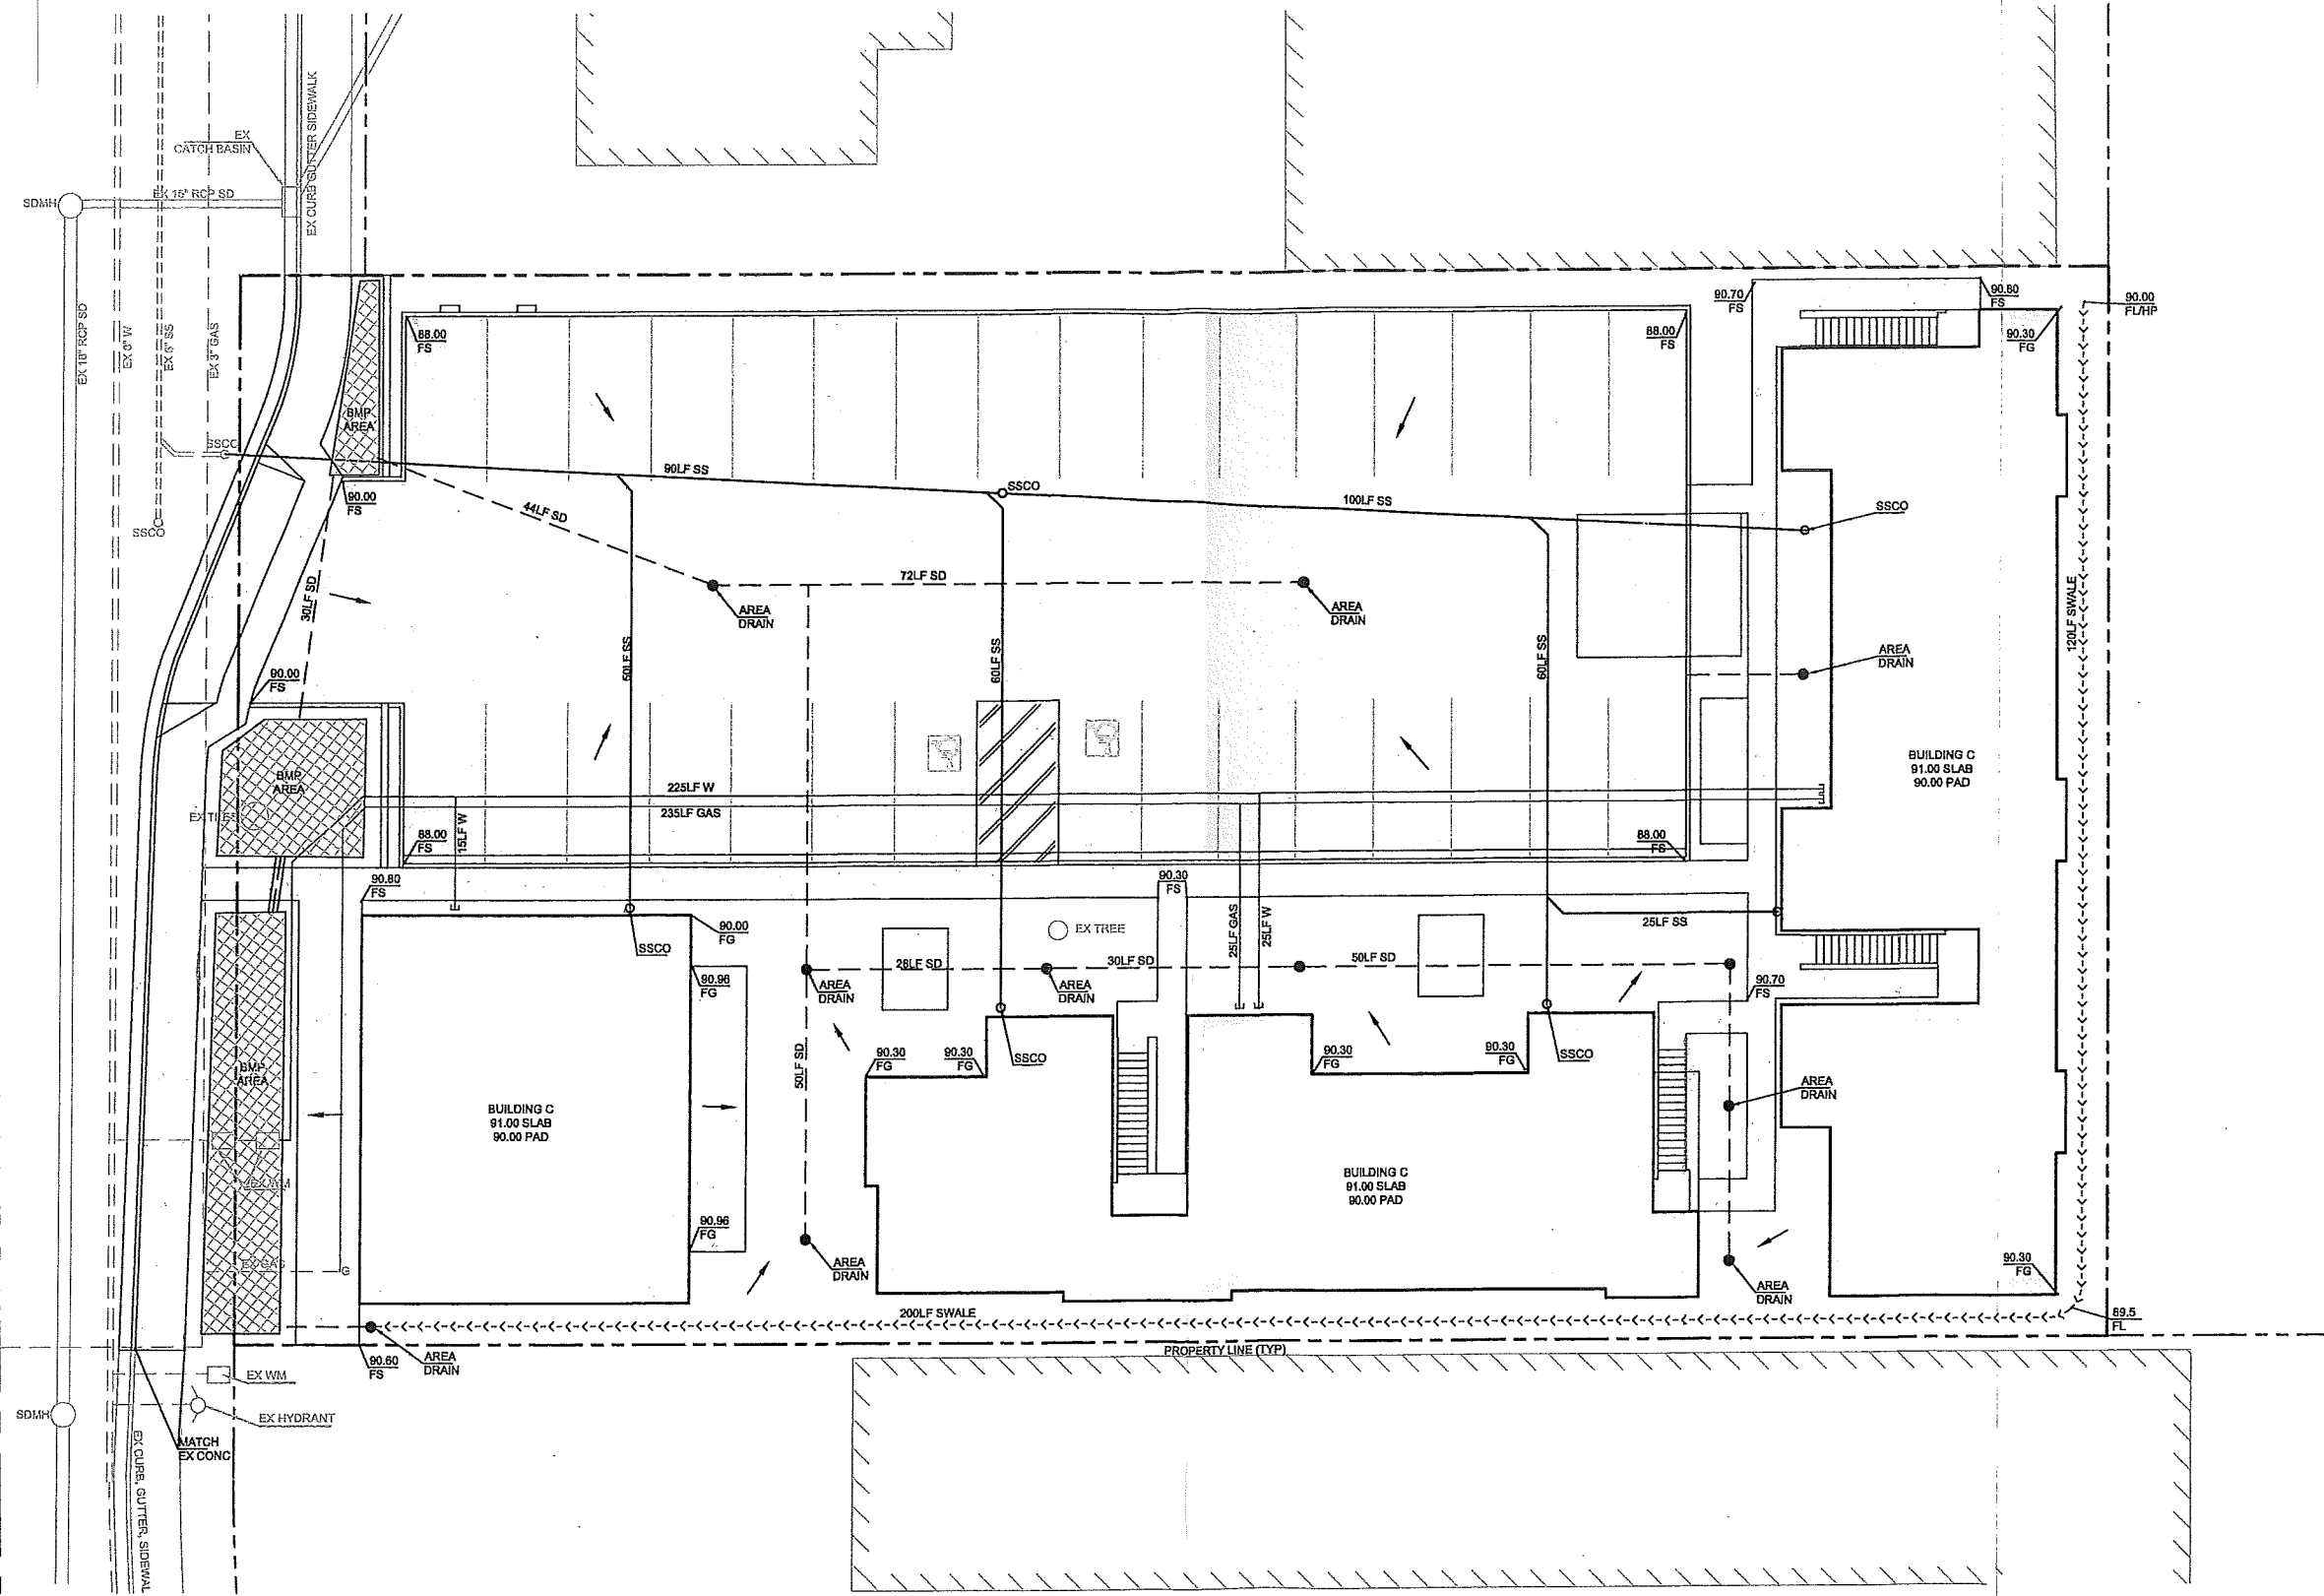 EX
CATCH BASIN
EX CURB GUTTER SIDEWALK
EX 15" RCP SD
SDMH
EX 18" RCP SD
EX 3" GAS
90.70
FS
90.80
FS
90.00
FL/HP
88.00
FS
88.00
FS
90.30
FG
BMP
AREA
SSCO
90LF SS
SSCO
100LF SS
SSCO
90.00
FS
44LF SD
SSCO
72LF SD
30LF SD
AREA
DRAIN
AREA
DRAIN
120LF SWALE
50LF SS
60LF SS
60LF SS
AREA
DRAIN
90.00
FS
BMP
AREA
BUILDING C
91.00 SLAB
90.00 PAD
225LF W
235LF GAS
15LF W
88.00
FS
88.00
FS
90.80
FS
90.30
FS
90.00
FG
SSCO
EX TREE
25LF GAS
25LF W
25LF SS
28LF SD
30LF SD
50LF SD
90.96
FG
AREA
DRAIN
AREA
DRAIN
90.70
FS
50LF SD
90.30
FG
90.30
FG
SSCO
90.30
FG
90.30
FG
SSCO
BMP
AREA
AREA
DRAIN
BUILDING C
91.00 SLAB
90.00 PAD
BUILDING C
91.00 SLAB
90.00 PAD
90.96
FG
EX GAS
G
AREA
DRAIN
90.30
FG
AREA
DRAIN
200LF SWALE
89.5
FL
PROPERTY LINE (TYP)
90.60
FS
AREA
DRAIN
EX WM
SDMH
EX HYDRANT
MATCH
EX CONC
EX CURB, GUTTER, SIDEWAL